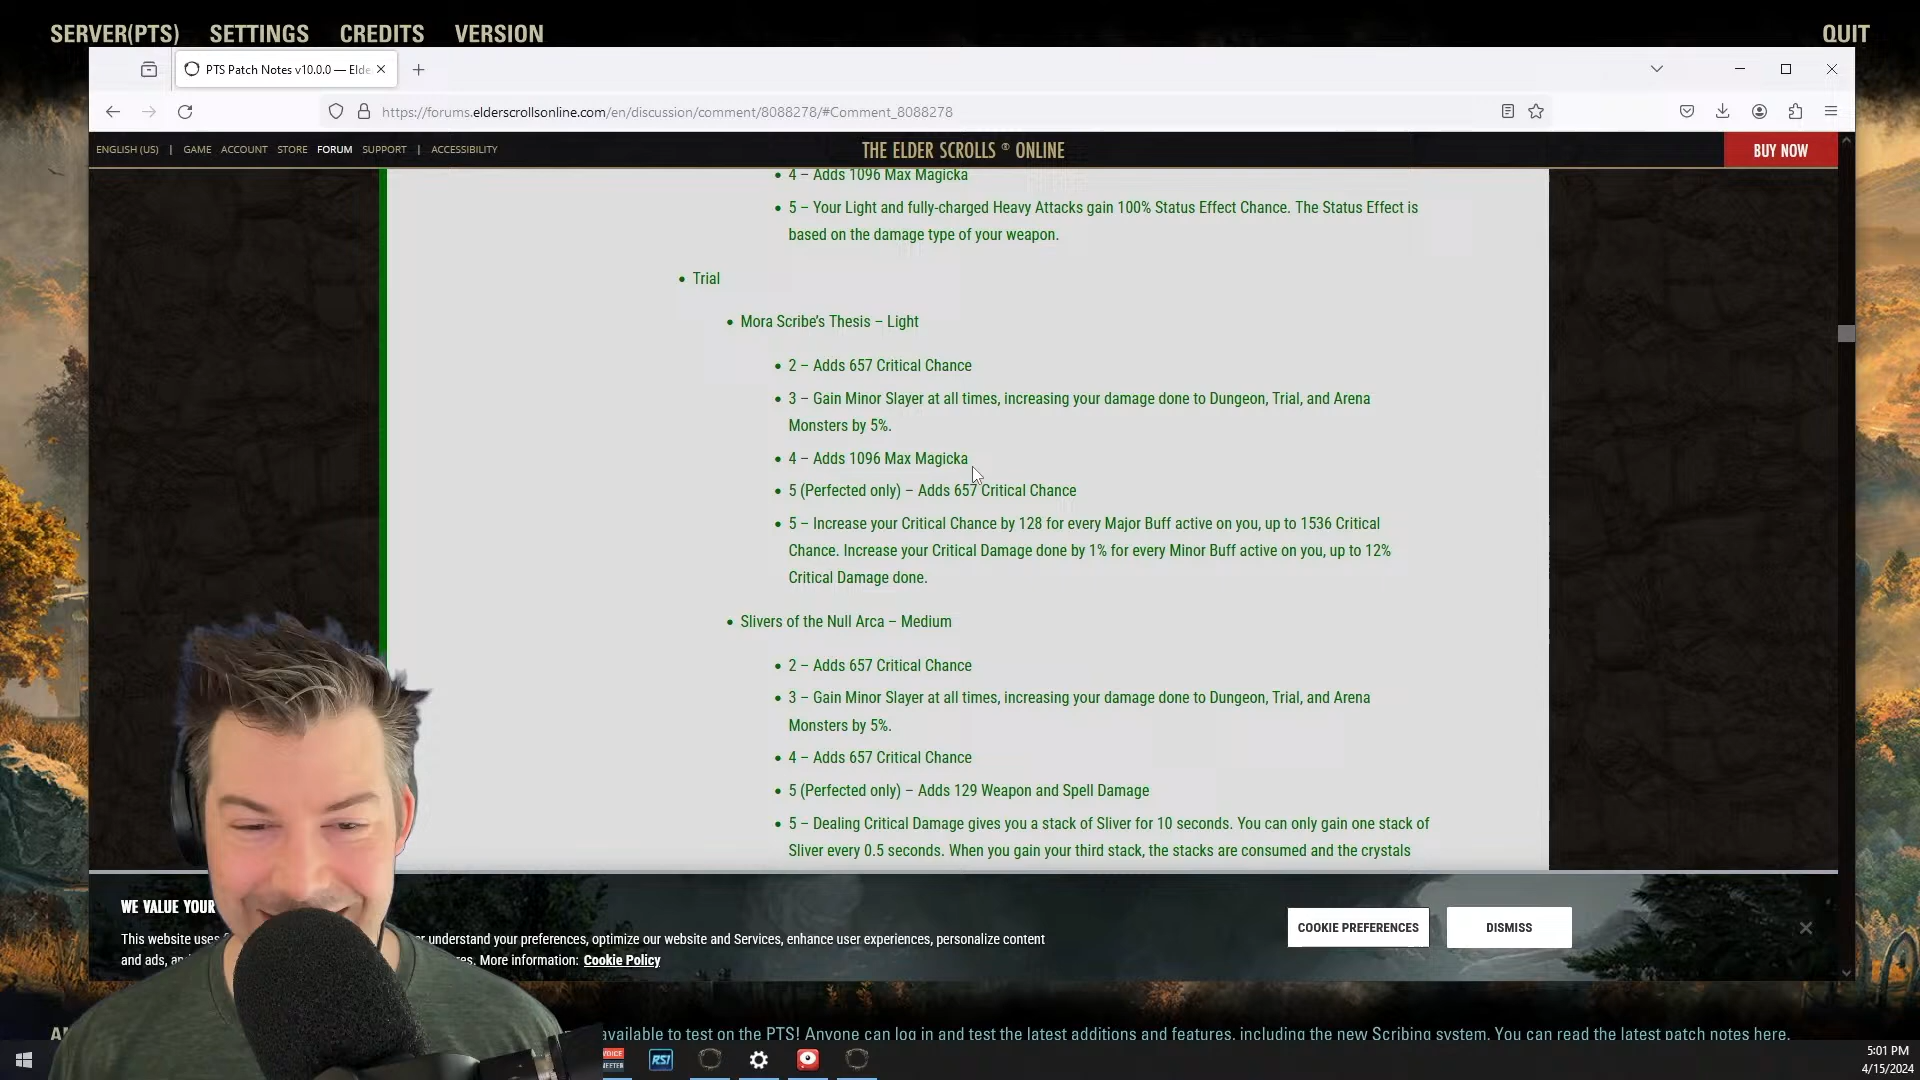 SERVER(PTS) SETTINGS CREDITS VERSION QUIT
PTS Patch Notes v10.0.0 — Elde
https://forums.elderscrollsonline.com/en/discussion/comment/8088278/#Comment_8088278
ENGLISH (US) | GAME ACCOUNT STORE FORUM SUPPORT | ACCESSIBILITY
THE ELDER SCROLLS ® ONLINE
BUY NOW
• 4 – Adds 1096 Max Magicka
• 5 – Your Light and fully-charged Heavy Attacks gain 100% Status Effect Chance. The Status Effect is
based on the damage type of your weapon.
• Trial
• Mora Scribe's Thesis – Light
• 2 – Adds 657 Critical Chance
• 3 – Gain Minor Slayer at all times, increasing your damage done to Dungeon, Trial, and Arena
Monsters by 5%.
• 4 – Adds 1096 Max Magicka
• 5 (Perfected only) – Adds 657 Critical Chance
• 5 – Increase your Critical Chance by 128 for every Major Buff active on you, up to 1536 Critical
Chance. Increase your Critical Damage done by 1% for every Minor Buff active on you, up to 12%
Critical Damage done.
• Slivers of the Null Arca – Medium
• 2 – Adds 657 Critical Chance
• 3 – Gain Minor Slayer at all times, increasing your damage done to Dungeon, Trial, and Arena
Monsters by 5%.
• 4 – Adds 657 Critical Chance
• 5 (Perfected only) – Adds 129 Weapon and Spell Damage
• 5 – Dealing Critical Damage gives you a stack of Sliver for 10 seconds. You can only gain one stack of
Sliver every 0.5 seconds. When you gain your third stack, the stacks are consumed and the crystals
WE VALUE YOUR
This website uses understand your preferences, optimize our website and Services, enhance user experiences, personalize content
and ads, More information: Cookie Policy
COOKIE PREFERENCES
DISMISS
available to test on the PTS! Anyone can log in and test the latest additions and features, including the new Scribing system. You can read the latest patch notes here.
VOICE
MEETER
RS1
5:01 PM
4/15/2024